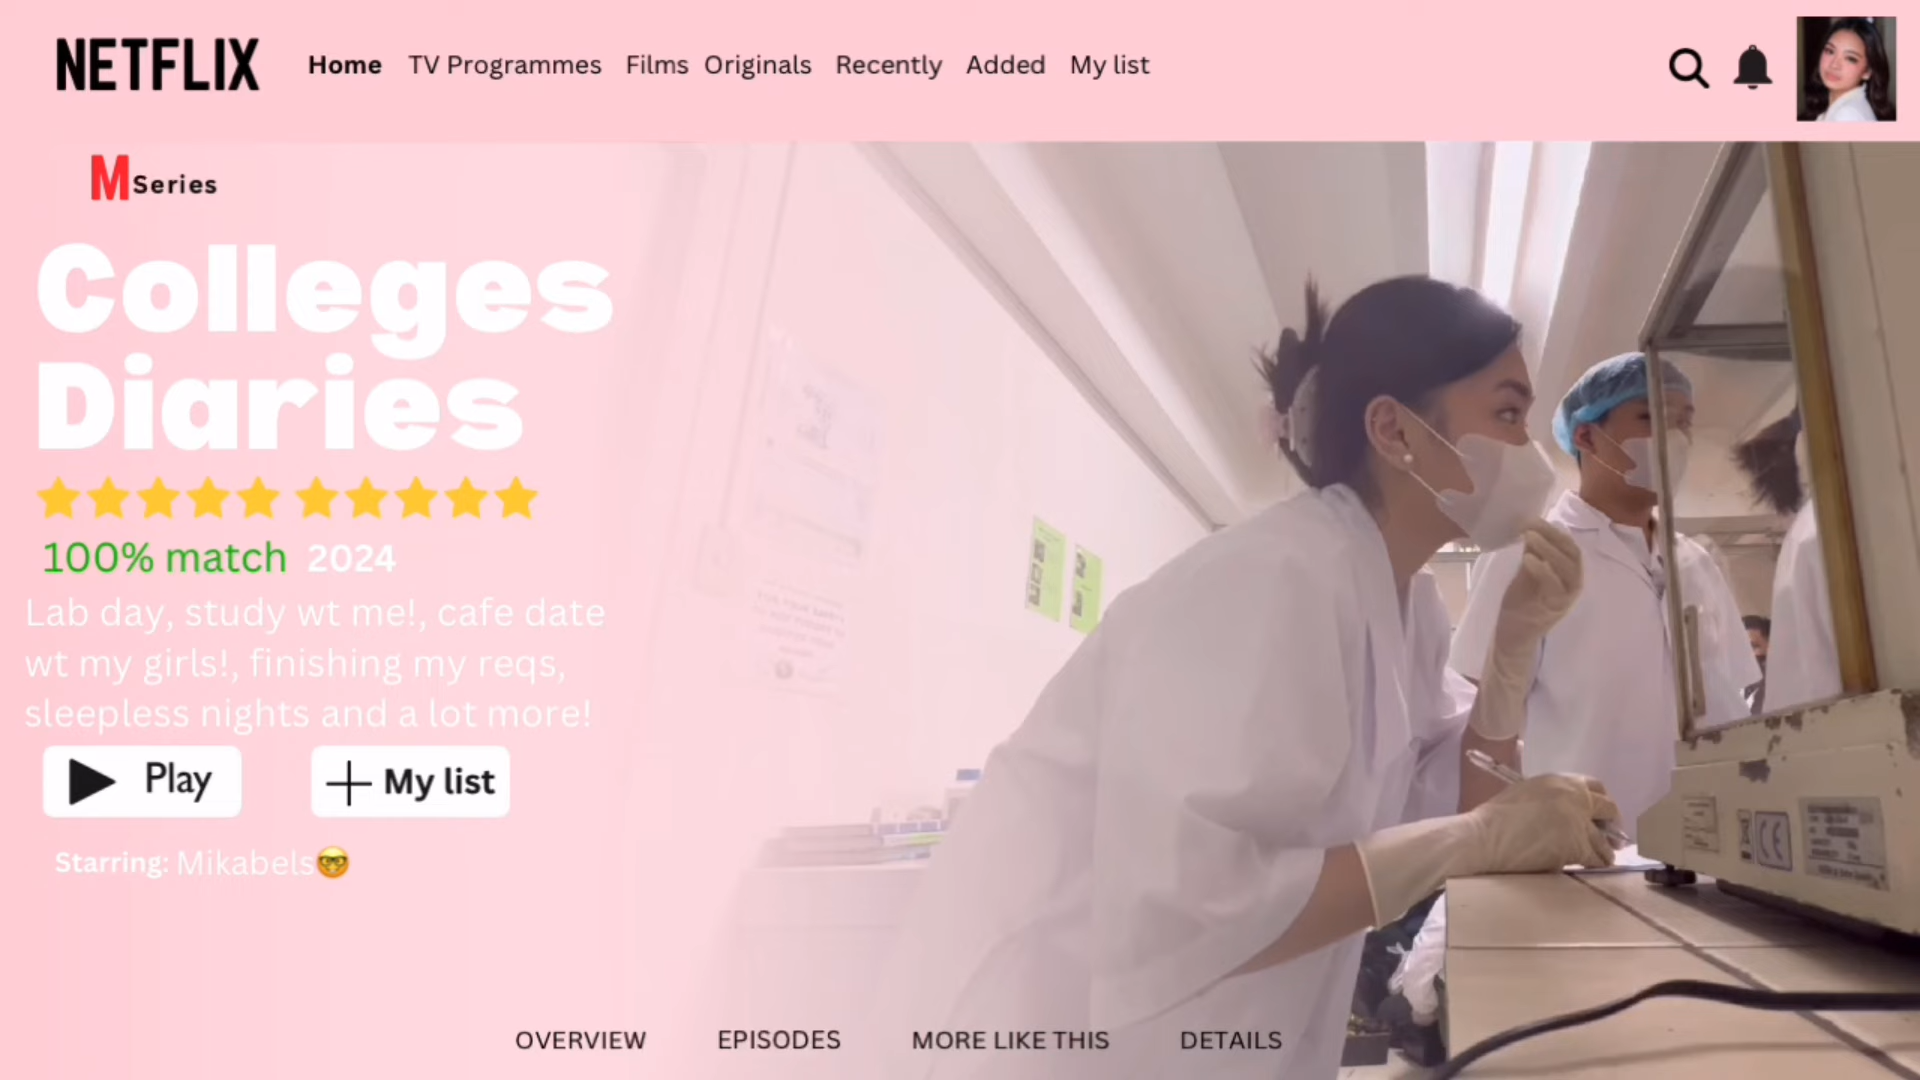 NETFLIX Home TV Programmes Films Originals Recently Added My list
M Series
Colleges
Diaries
100% match 2024
Lab day, study wt me!, cafe date
wt my girls!, finishing my reqs,
sleepless nights and a lot more!
Play + My list
Starring: Mikabels🤓
CE
OVERVIEW EPISODES MORE LIKE THIS DETAILS